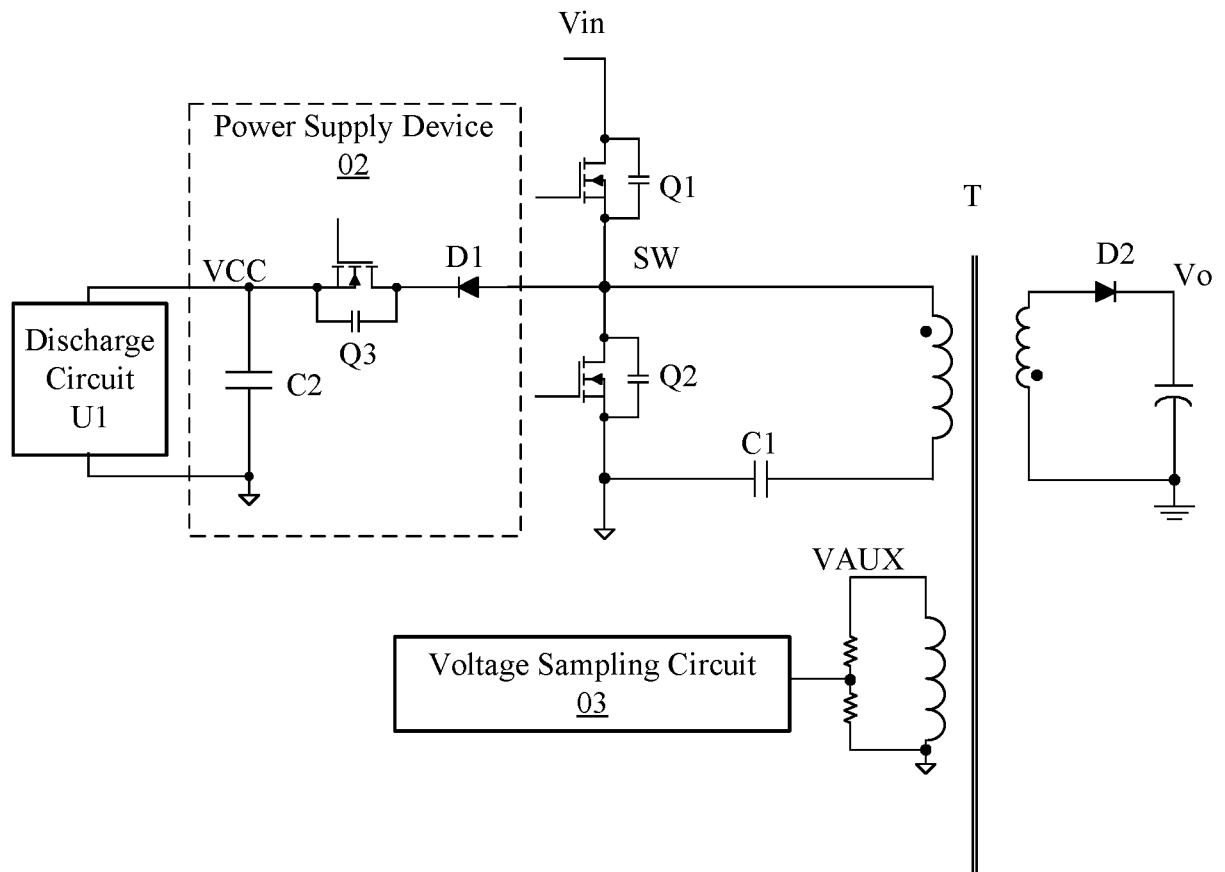 Vin
Power Supply Device
02
Q1
T
VCC
D1
SW
D2
Vo
Discharge
Circuit
U1
C2
Q3
Q2
C1
VAUX
Voltage Sampling Circuit
03